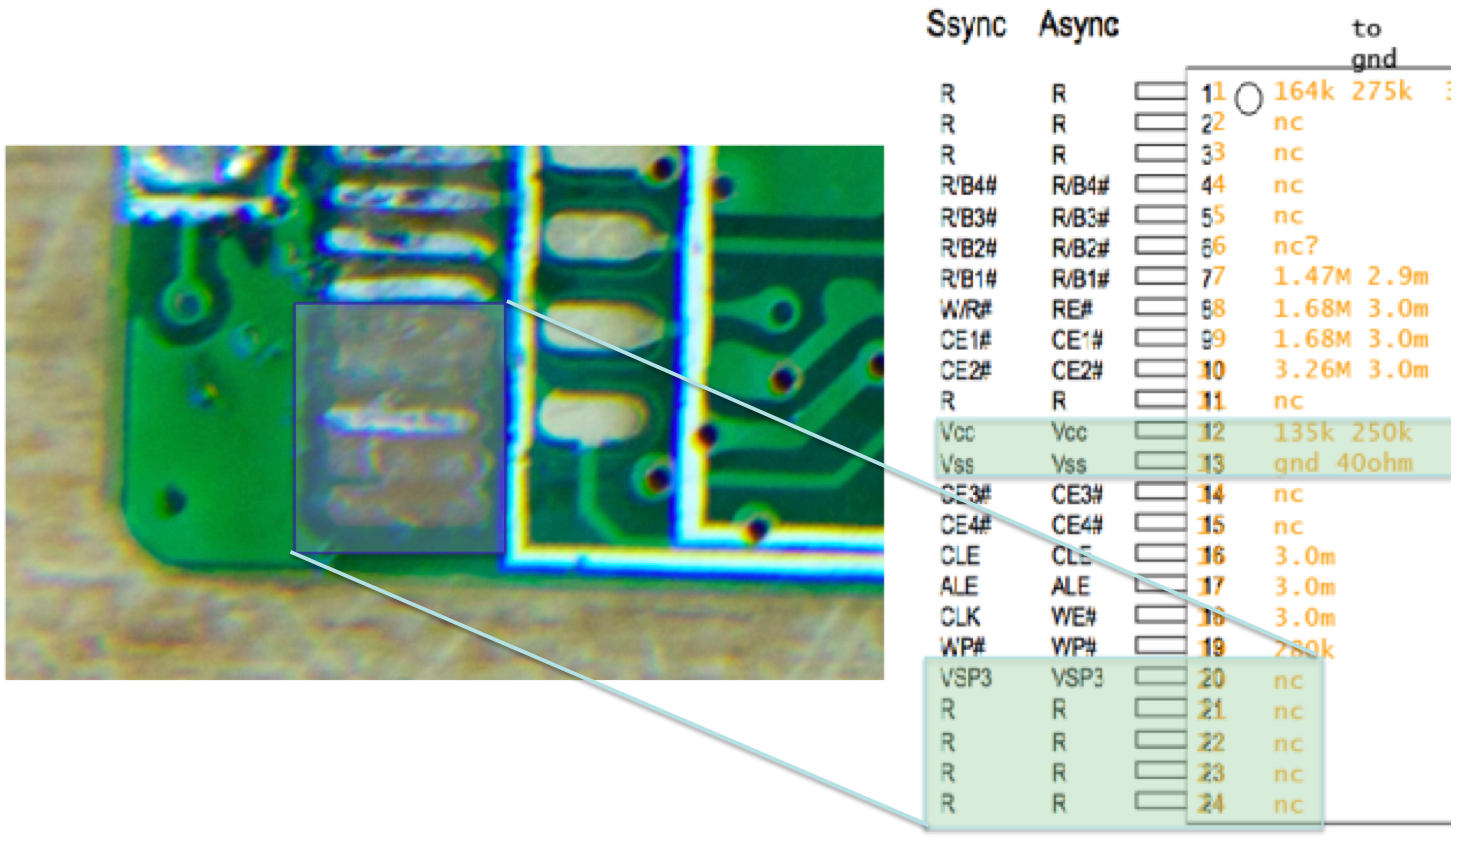 Ssync Async to
gnd
R R 11 164k 275k
R R 22 nc
R R 33 nc
R/B4# R/B4# 44 nc
R/B3# R/B3# 55 nc
R/B2# R/B2# 66 nc?
R/B1# R/B1# 77 1.47M 2.9m
W/R# RE# 88 1.68M 3.0m
CE1# CE1# 99 1.68M 3.0m
CE2# CE2# 10 3.26M 3.0m
R R 11 nc
Vcc Vcc 12 135k 250k
Vss Vss 13 gnd 40ohm
CE3# CE3# 14 nc
CE4# CE4# 15 nc
CLE CLE 16 3.0m
ALE ALE 17 3.0m
CLK WE# 18 3.0m
WP# WP# 19 280k
VSP3 VSP3 20 nc
R R 21 nc
R R 22 nc
R R 23 nc
R R 24 nc